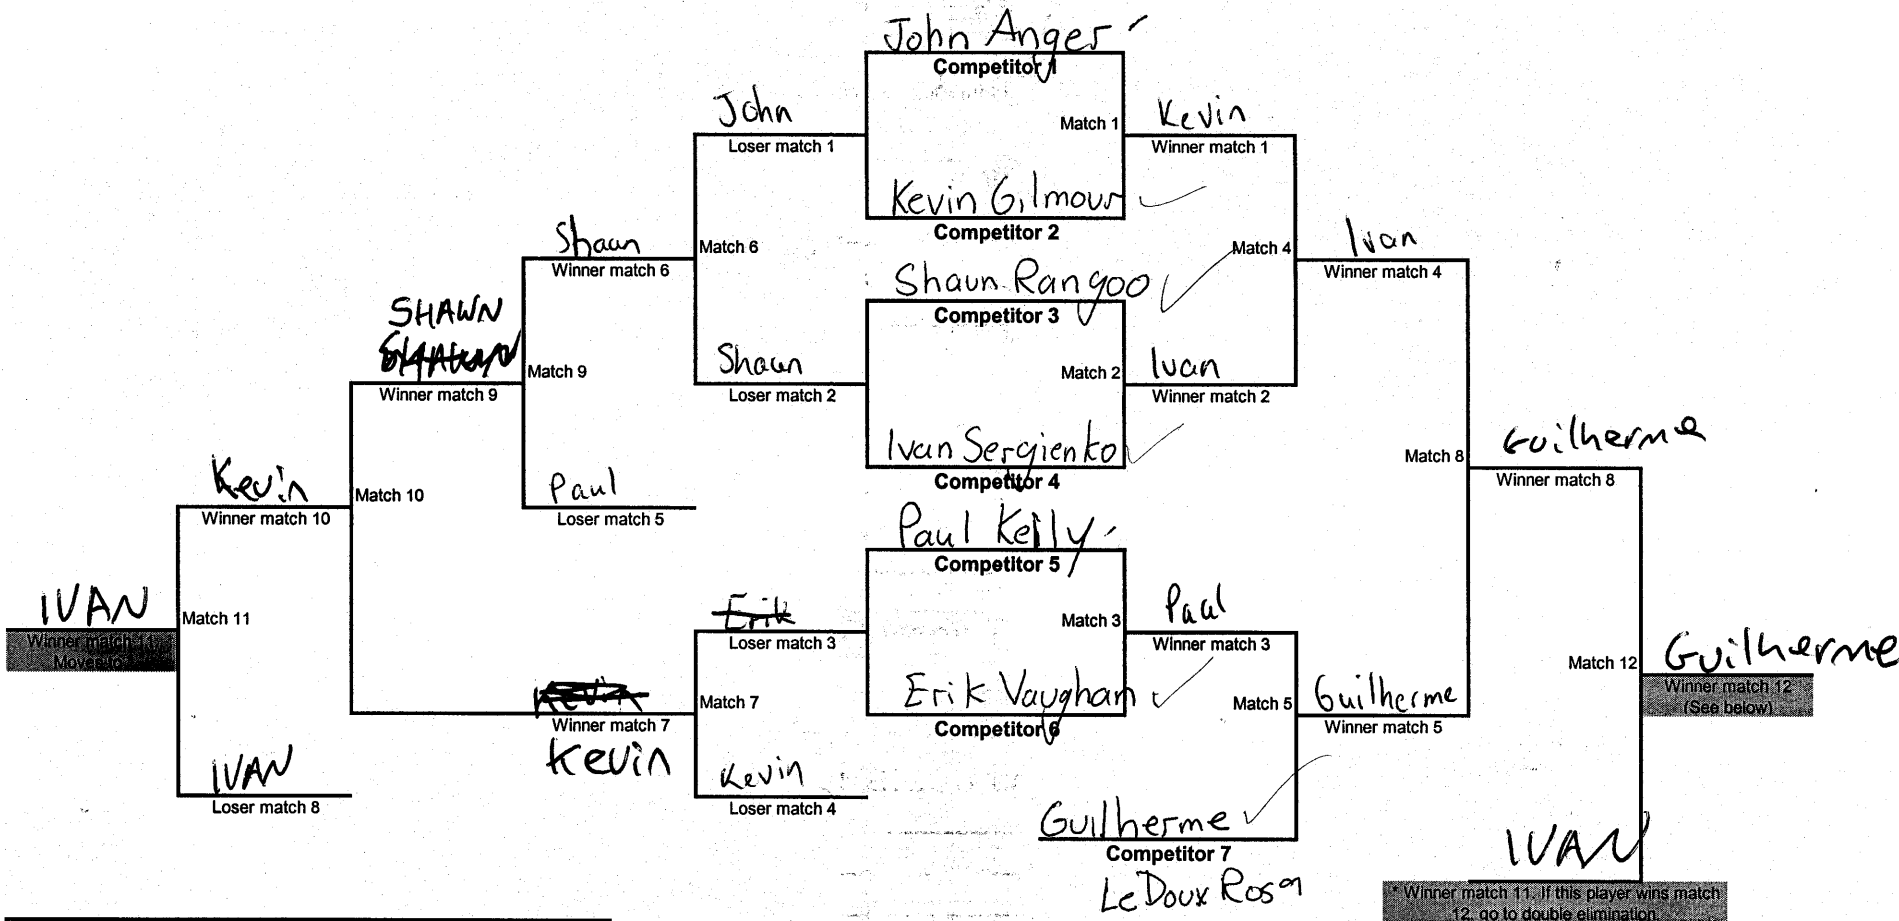 John Anger
Competitor 1
John
Loser match 1
Match 1
Kevin
Winner match 1
Kevin Gilmour
Competitor 2
Shaun
Winner match 6
Match 6
Match 4
Ivan
Winner match 4
Shaun Rangoo
Competitor 3
SHAWN
Winner match 9
Match 9
Shaun
Loser match 2
Match 2
Ivan
Winner match 2
Ivan Sergienko
Competitor 4
Match 8
Guilherme
Winner match 8
Kevin
Winner match 10
Match 10
Paul
Loser match 5
Paul Keily
Competitor 5
IVAN
Winner match 11.
Moves to
Match 11
Erik
Loser match 3
Match 3
Paul
Winner match 3
Match 12
Guilherme
Winner match 12
(See below)
Erik Vaughan
Competitor 6
Kevin
Winner match 7
Kevin
Match 7
Match 5
Guilherme
Winner match 5
IVAN
Loser match 8
Kevin
Loser match 4
Guilherme
Competitor 7
LeDoux Rosa
IVAN
* Winner match 11. If this player wins match
12, go to double elimination